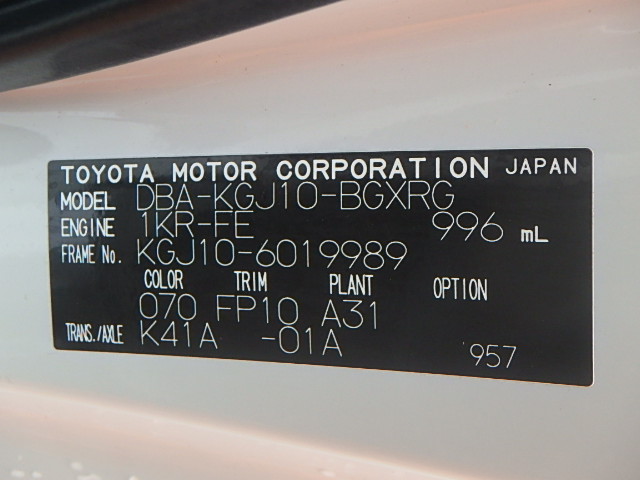 TOYOTA MOTOR CORPORATION JAPAN
MODEL DBA-KGJ10-BGXRG
ENGINE 1KR-FE 996 mL
FRAME No. KGJ10-6019989
COLOR TRIM PLANT OPTION
070 FP10 A31
TRANS./AXLE K41A -01A
957